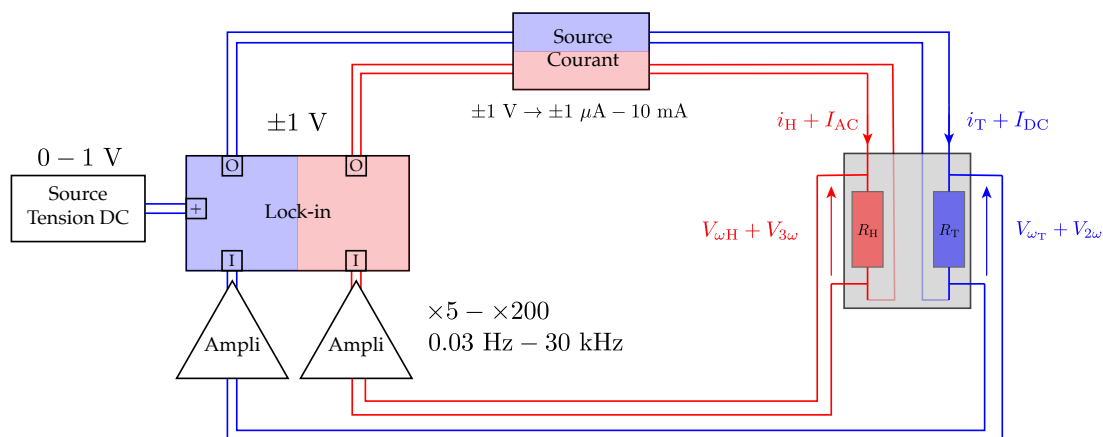 Source
Courant
±1 V → ±1 μA − 10 mA
±1 V
0 − 1 V
Source
Tension DC
+
O
O
Lock-in
I
I
Ampli
Ampli
×5 − ×200
0.03 Hz − 30 kHz
i_H + I_AC
i_T + I_DC
V_ωH + V_3ω
R_H
R_T
V_ω_T + V_2ω